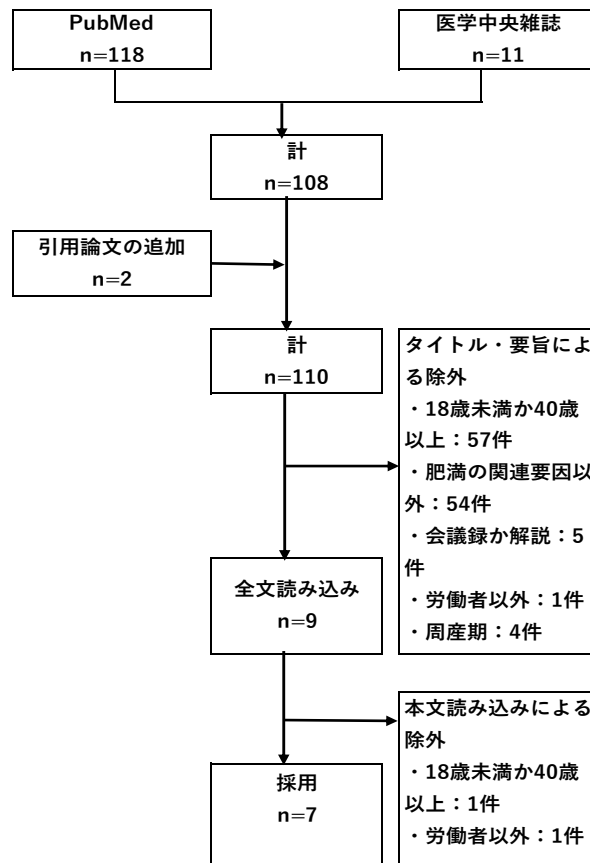 PubMed
n=118
医学中央雑誌
n=11
計
n=108
引用論文の追加
n=2
計
n=110
タイトル・要旨によ
る除外
・18歳未満か40歳
以上：57件
・肥満の関連要因以
外：54件
・会議録か解説：5
件
・労働者以外：1件
・周産期：4件
全文読み込み
n=9
本文読み込みによる
除外
・18歳未満か40歳
以上：1件
・労働者以外：1件
採用
n=7